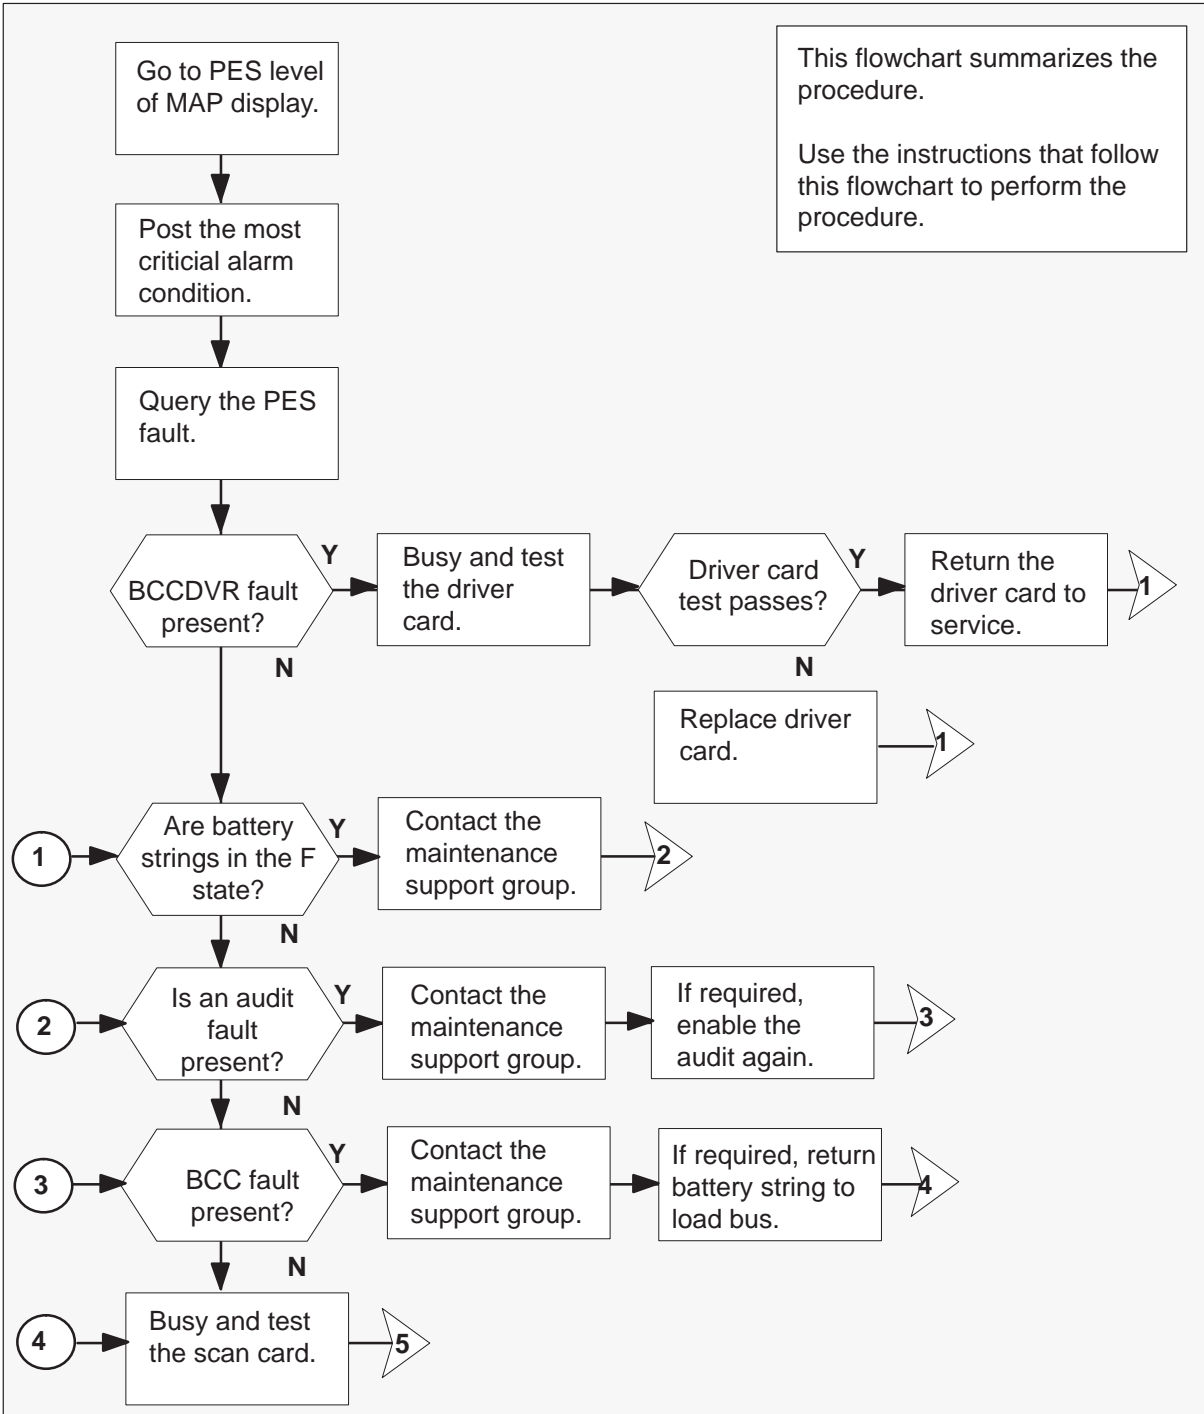 Go to PES level
of MAP display.
This flowchart summarizes the
procedure.
Use the instructions that follow
this flowchart to perform the
procedure.
Post the most
criticial alarm
condition.
Query the PES
fault.
BCCDVR fault
present?
Y
N
Busy and test
the driver
card.
Driver card
test passes?
Y
N
Return the
driver card to
service.
1
Replace driver
card.
1
1
Are battery
strings in the F
state?
Y
N
Contact the
maintenance
support group.
2
2
Is an audit
fault
present?
Y
N
Contact the
maintenance
support group.
If required,
enable the
audit again.
3
3
BCC fault
present?
Y
N
Contact the
maintenance
support group.
If required, return
battery string to
load bus.
4
4
Busy and test
the scan card.
5